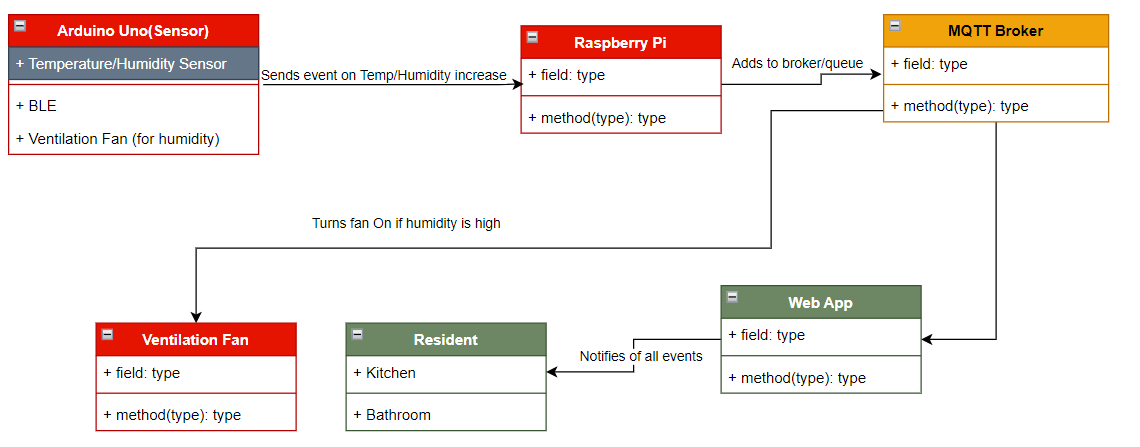 Arduino Uno(Sensor)
+ Temperature/Humidity Sensor
+ BLE
+ Ventilation Fan (for humidity)
Sends event on Temp/Humidity increase
Raspberry Pi
+ field: type
+ method(type): type
Adds to broker/queue
MQTT Broker
+ field: type
+ method(type): type
Turns fan On if humidity is high
Ventilation Fan
+ field: type
+ method(type): type
Resident
+ Kitchen
+ Bathroom
Notifies of all events
Web App
+ field: type
+ method(type): type